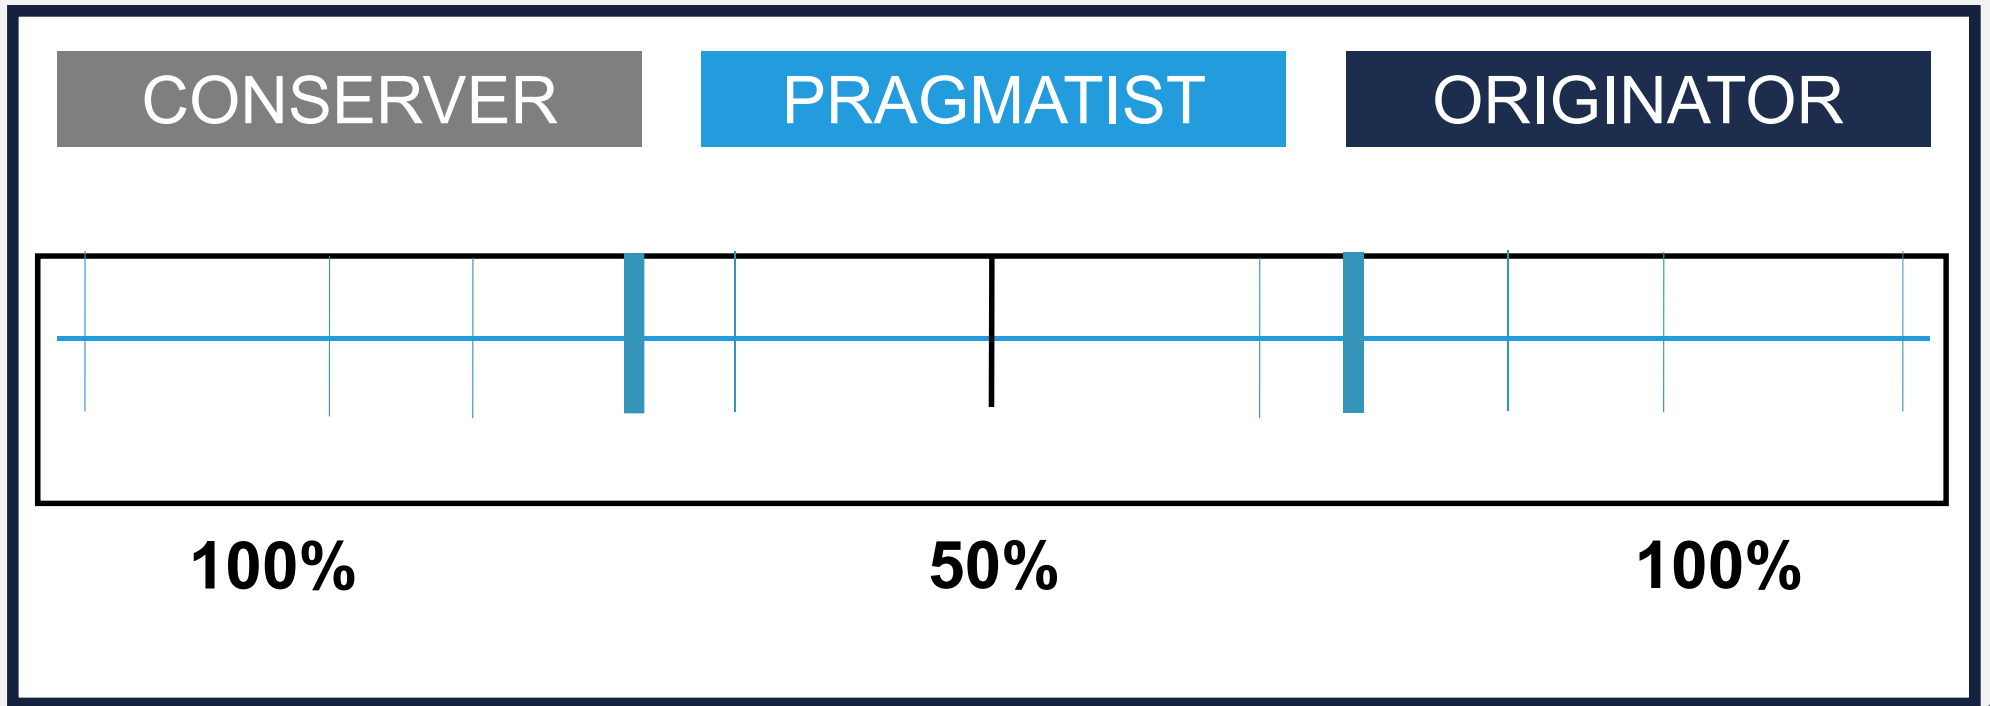 CONSERVER PRAGMATIST ORIGINATOR
100% 50% 100%